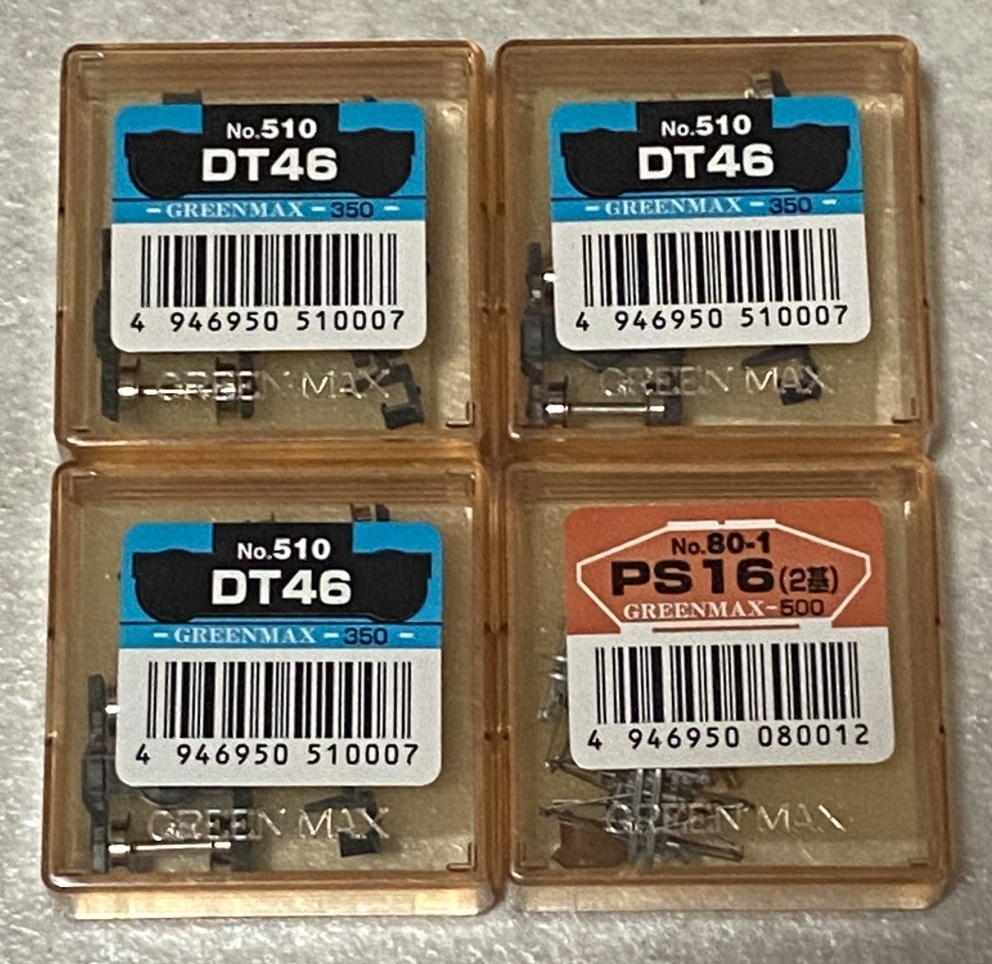 No.510
DT46
GREENMAX-350
4 946950 510007
GREEN MAX
No.510
DT46
GREENMAX-350
4 946950 510007
GREEN MAX
No.510
DT46
GREENMAX-350
4 946950 510007
GREEN MAX
No.80-1
PS16(2基)
GREENMAX-500
4 946950 080012
GREEN MAX